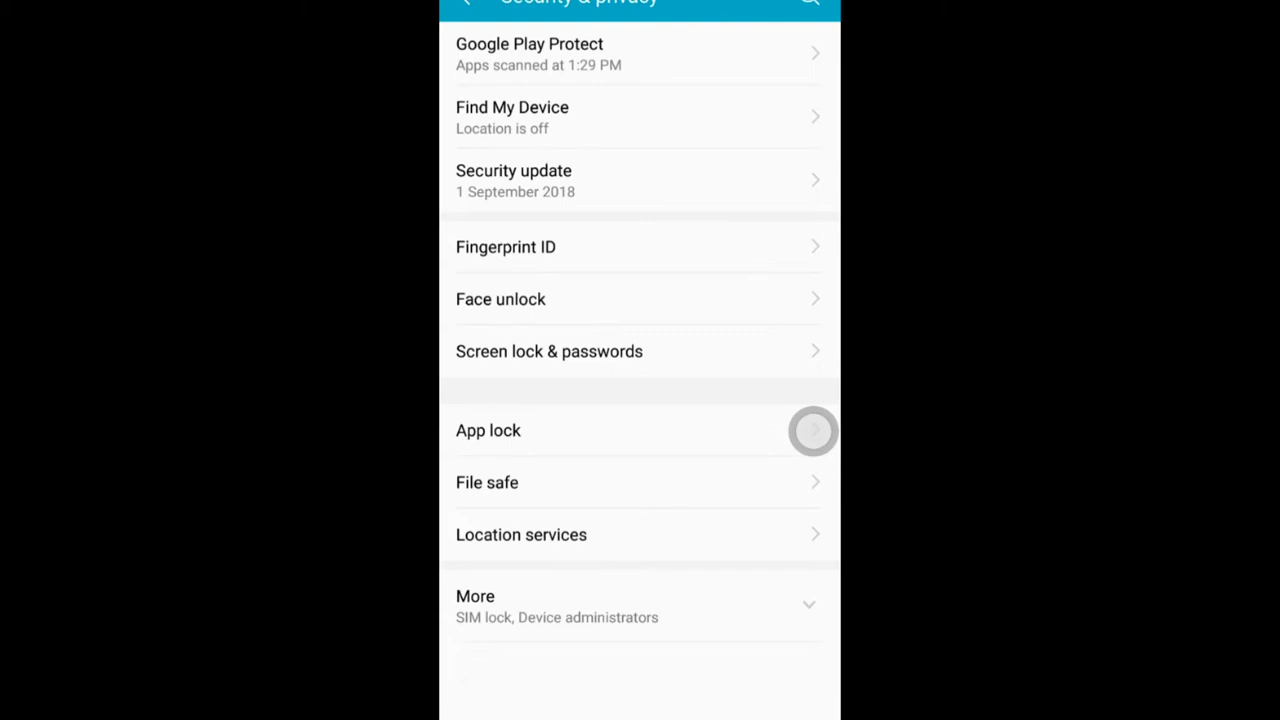 Security & privacy
Google Play Protect
Apps scanned at 1:29 PM
Find My Device
Location is off
Security update
1 September 2018
Fingerprint ID
Face unlock
Screen lock & passwords
App lock
File safe
Location services
More
SIM lock, Device administrators